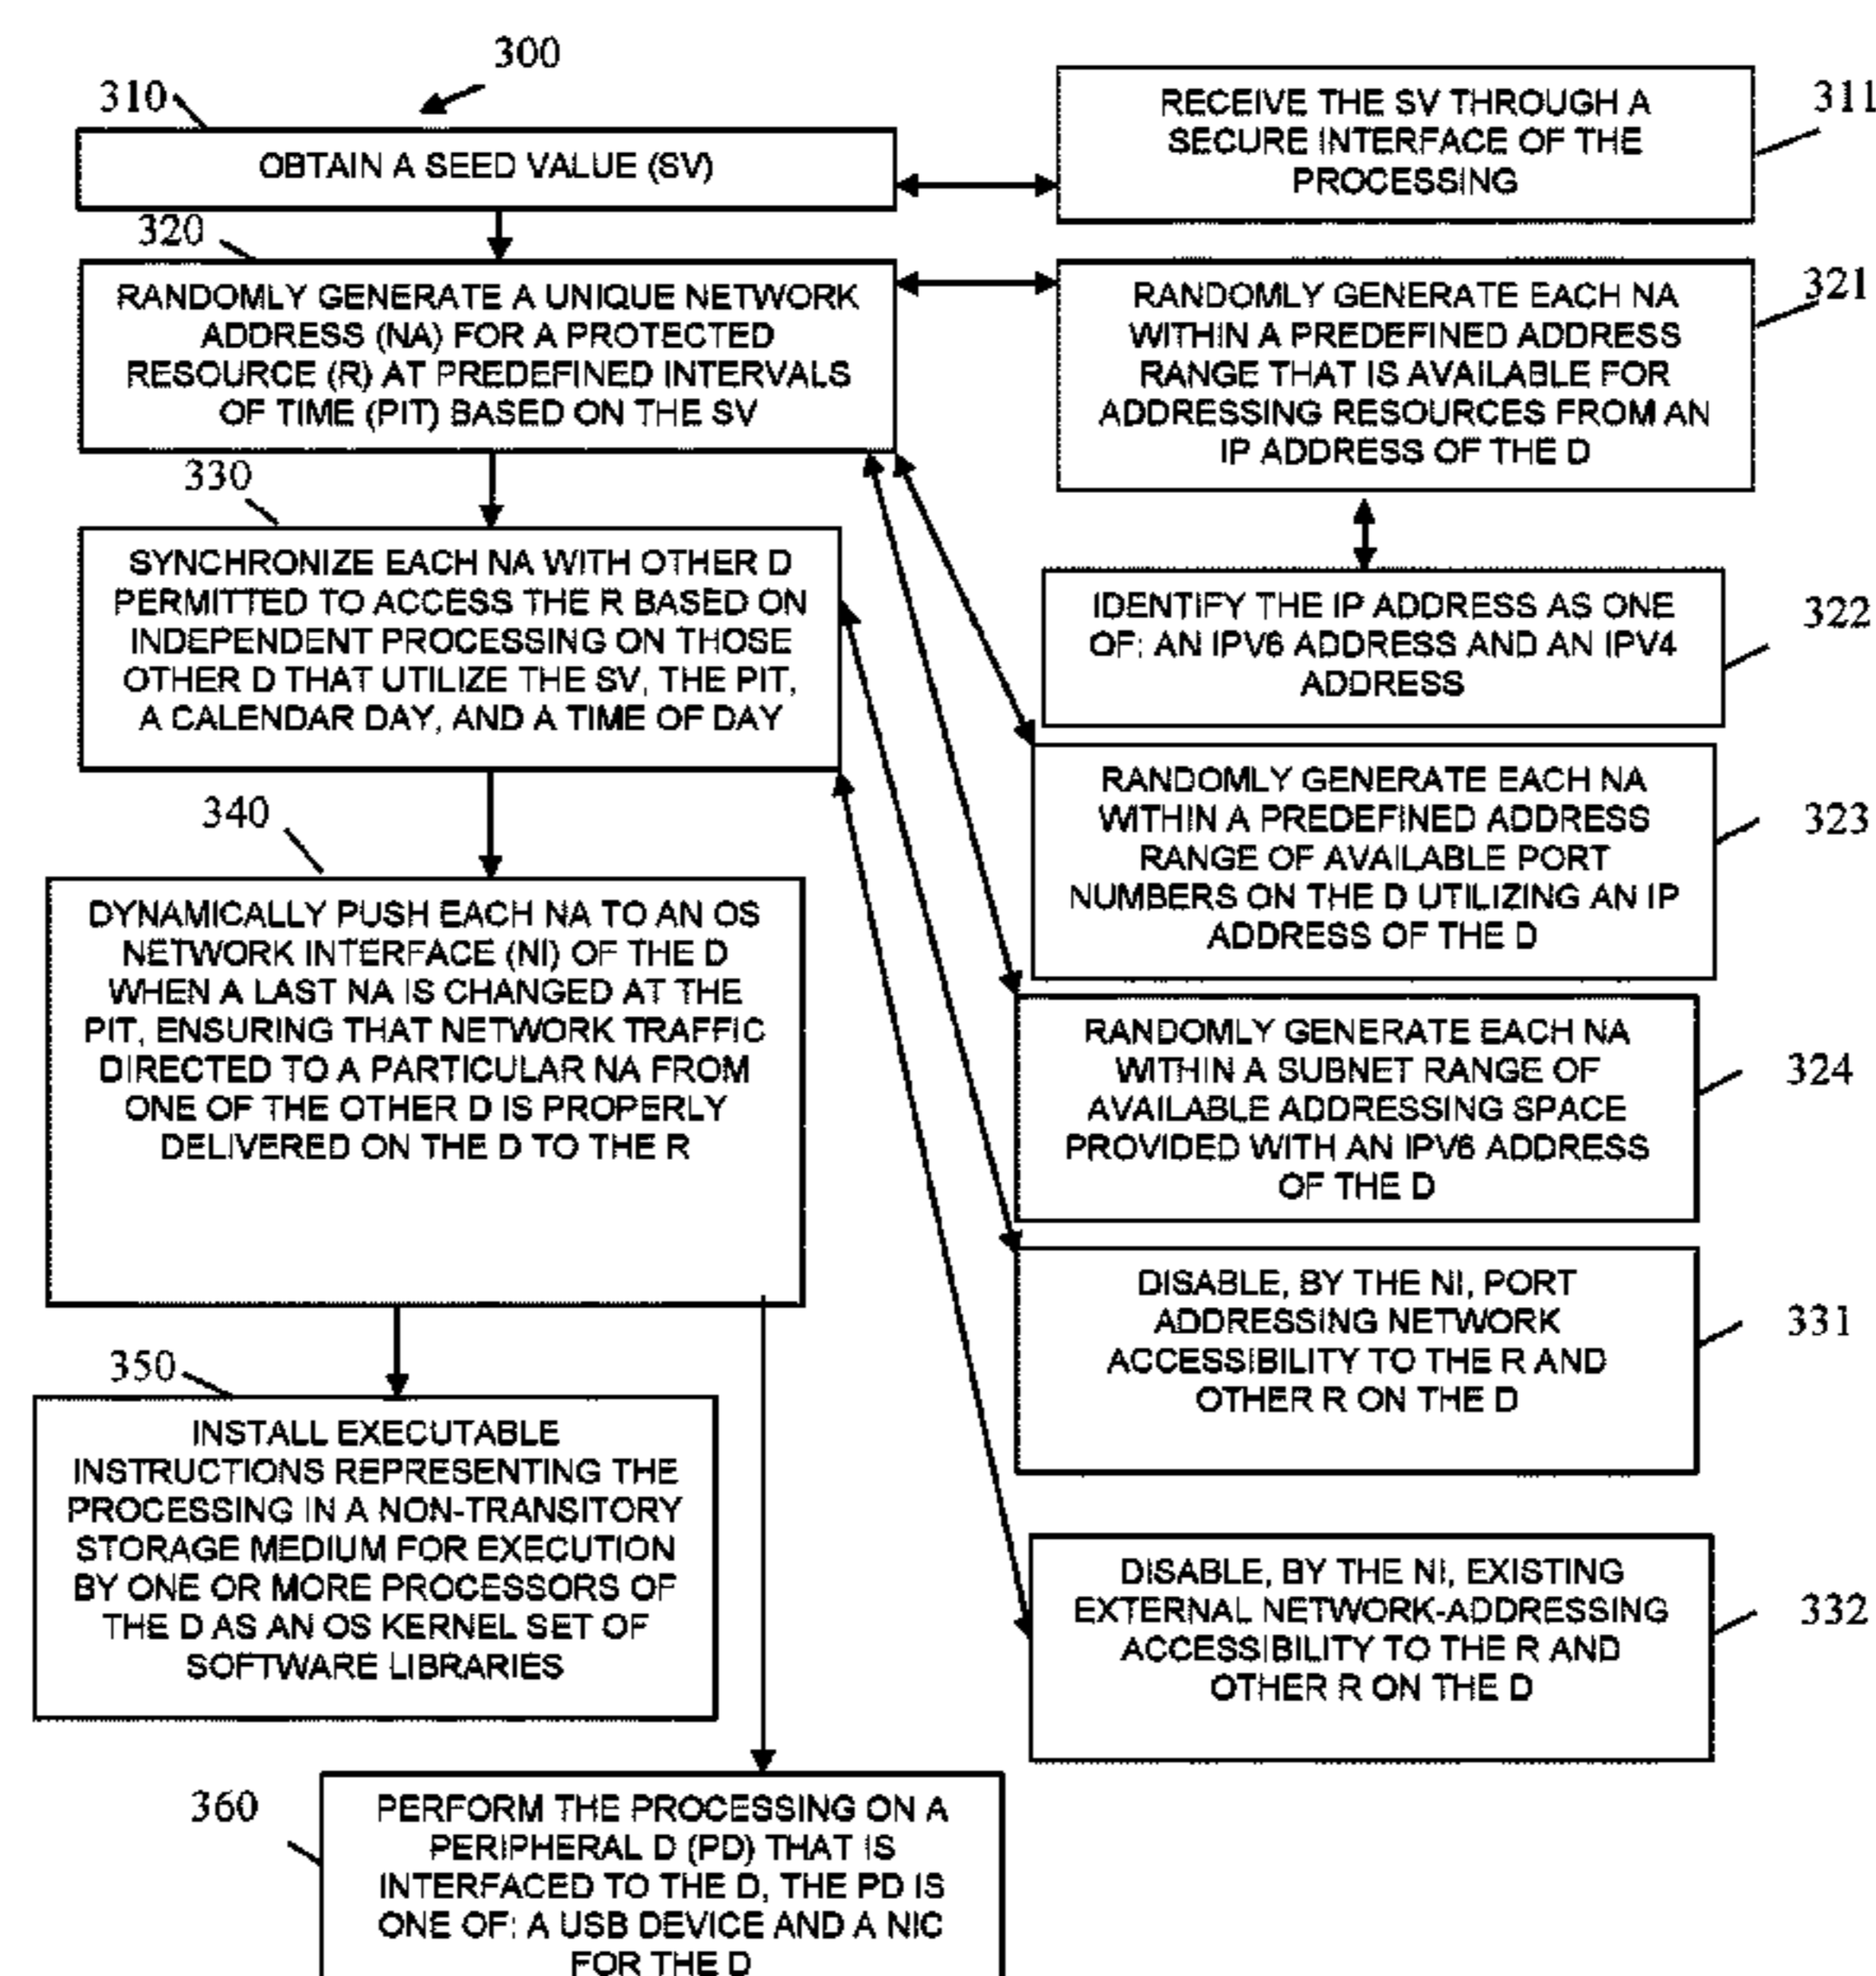 300
310
OBTAIN A SEED VALUE (SV)
311
RECEIVE THE SV THROUGH A
SECURE INTERFACE OF THE
PROCESSING
320
RANDOMLY GENERATE A UNIQUE NETWORK
ADDRESS (NA) FOR A PROTECTED
RESOURCE (R) AT PREDEFINED INTERVALS
OF TIME (PIT) BASED ON THE SV
321
RANDOMLY GENERATE EACH NA
WITHIN A PREDEFINED ADDRESS
RANGE THAT IS AVAILABLE FOR
ADDRESSING RESOURCES FROM AN
IP ADDRESS OF THE D
330
SYNCHRONIZE EACH NA WITH OTHER D
PERMITTED TO ACCESS THE R BASED ON
INDEPENDENT PROCESSING ON THOSE
OTHER D THAT UTILIZE THE SV, THE PIT,
A CALENDAR DAY, AND A TIME OF DAY
322
IDENTIFY THE IP ADDRESS AS ONE
OF: AN IPV6 ADDRESS AND AN IPV4
ADDRESS
323
RANDOMLY GENERATE EACH NA
WITHIN A PREDEFINED ADDRESS
RANGE OF AVAILABLE PORT
NUMBERS ON THE D UTILIZING AN IP
ADDRESS OF THE D
340
DYNAMICALLY PUSH EACH NA TO AN OS
NETWORK INTERFACE (NI) OF THE D
WHEN A LAST NA IS CHANGED AT THE
PIT, ENSURING THAT NETWORK TRAFFIC
DIRECTED TO A PARTICULAR NA FROM
ONE OF THE OTHER D IS PROPERLY
DELIVERED ON THE D TO THE R
324
RANDOMLY GENERATE EACH NA
WITHIN A SUBNET RANGE OF
AVAILABLE ADDRESSING SPACE
PROVIDED WITH AN IPV6 ADDRESS
OF THE D
331
DISABLE, BY THE NI, PORT
ADDRESSING NETWORK
ACCESSIBILITY TO THE R AND
OTHER R ON THE D
350
INSTALL EXECUTABLE
INSTRUCTIONS REPRESENTING THE
PROCESSING IN A NON-TRANSITORY
STORAGE MEDIUM FOR EXECUTION
BY ONE OR MORE PROCESSORS OF
THE D AS AN OS KERNEL SET OF
SOFTWARE LIBRARIES
332
DISABLE, BY THE NI, EXISTING
EXTERNAL NETWORK-ADDRESSING
ACCESSIBILITY TO THE R AND
OTHER R ON THE D
360
PERFORM THE PROCESSING ON A
PERIPHERAL D (PD) THAT IS
INTERFACED TO THE D, THE PD IS
ONE OF: A USB DEVICE AND A NIC
FOR THE D